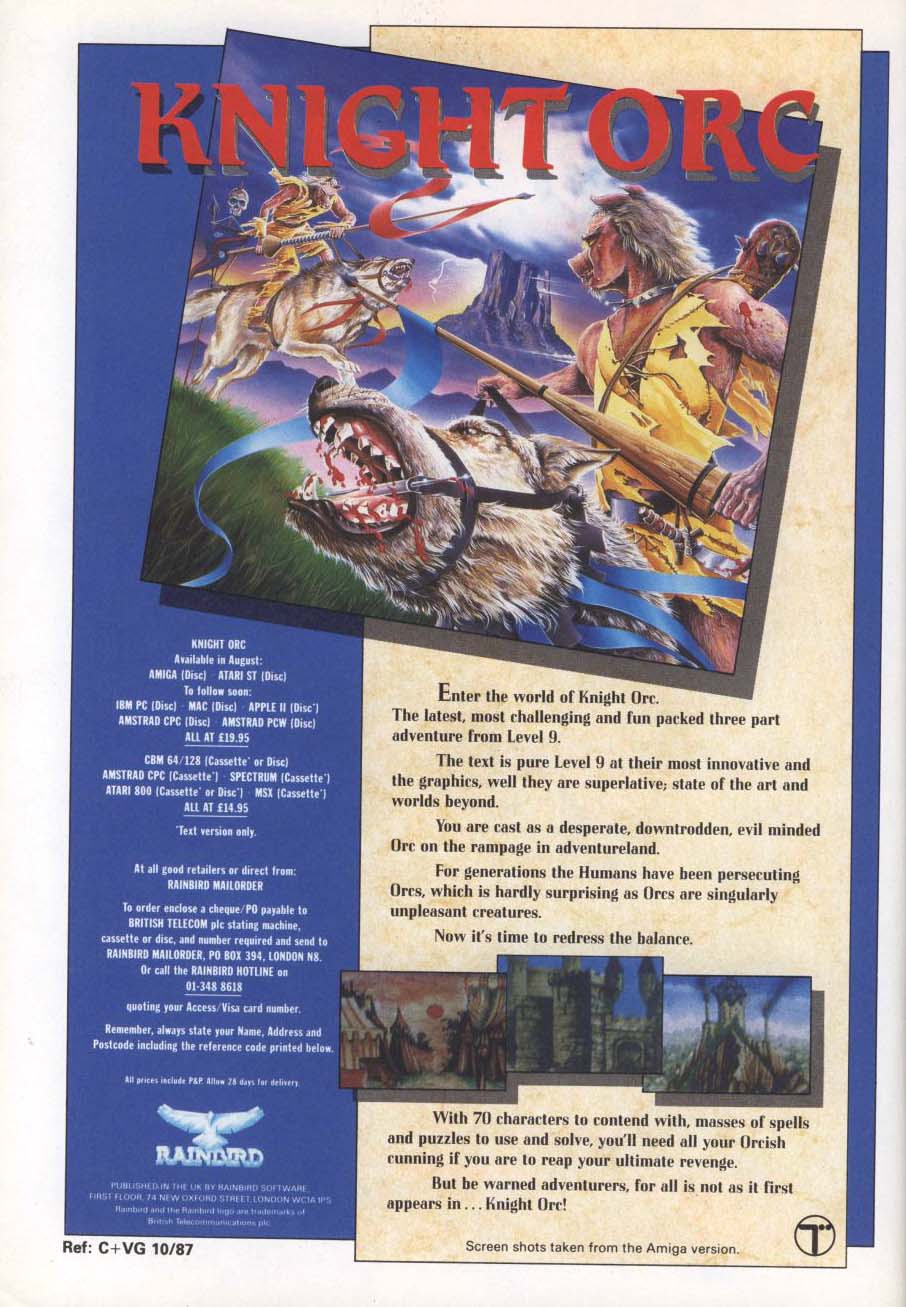 KNIGHT ORC
KNIGHT ORC
Available in August:
AMIGA (Disc) · ATARI ST (Disc)
To follow soon:
IBM PC (Disc) · MAC (Disc) · APPLE II (Disc*)
AMSTRAD CPC (Disc) · AMSTRAD PCW (Disc)
ALL AT £19.95
CBM 64/128 (Cassette* or Disc)
AMSTRAD CPC (Cassette*) · SPECTRUM (Cassette*)
ATARI 800 (Cassette* or Disc*) · MSX (Cassette*)
ALL AT £14.95
*Text version only.
At all good retailers or direct from:
RAINBIRD MAILORDER
To order enclose a cheque/PO payable to
BRITISH TELECOM plc stating machine,
cassette or disc, and number required and send to
RAINBIRD MAILORDER, PO BOX 394, LONDON N8.
Or call the RAINBIRD HOTLINE on
01-348 8618
quoting your Access/Visa card number.
Remember, always state your Name, Address and
Postcode including the reference code printed below.
All prices include P&P. Allow 28 days for delivery.
RAINBIRD
PUBLISHED IN THE UK BY RAINBIRD SOFTWARE,
FIRST FLOOR, 74 NEW OXFORD STREET, LONDON WC1A 1PS
Rainbird and the Rainbird logo are trademarks of
British Telecommunications plc
Ref: C+VG 10/87
Enter the world of Knight Orc.
The latest, most challenging and fun packed three part
adventure from Level 9.
The text is pure Level 9 at their most innovative and
the graphics, well they are superlative; state of the art and
worlds beyond.
You are cast as a desperate, downtrodden, evil minded
Orc on the rampage in adventureland.
For generations the Humans have been persecuting
Orcs, which is hardly surprising as Orcs are singularly
unpleasant creatures.
Now it's time to redress the balance.
With 70 characters to contend with, masses of spells
and puzzles to use and solve, you'll need all your Orcish
cunning if you are to reap your ultimate revenge.
But be warned adventurers, for all is not as it first
appears in ... Knight Orc!
Screen shots taken from the Amiga version.
T